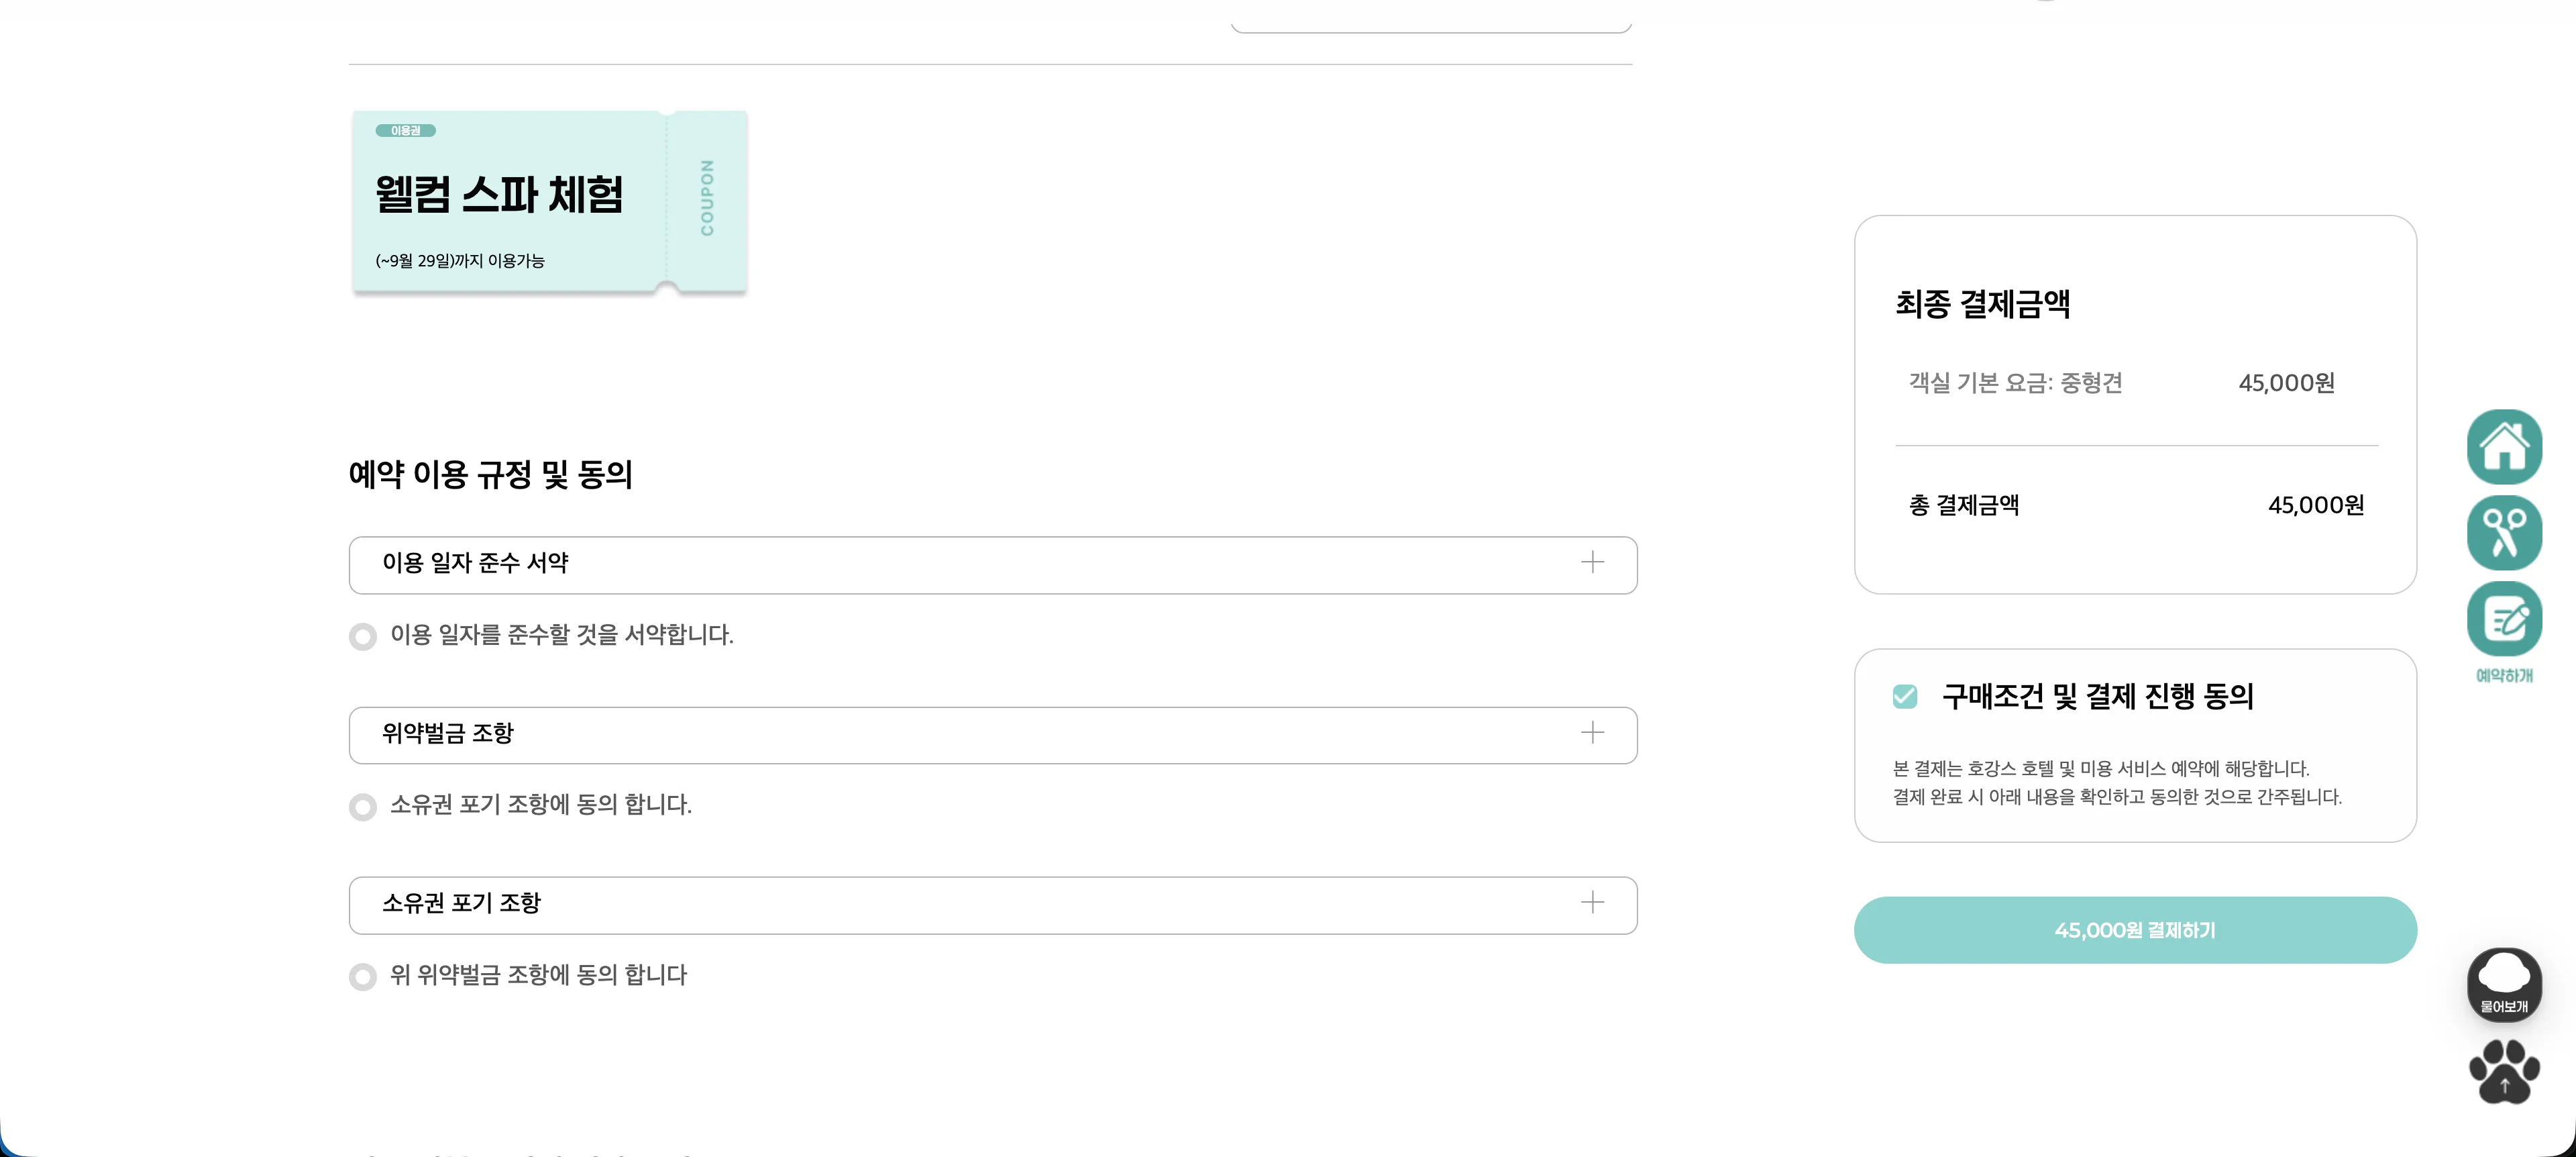 이용권
웰컴 스파 체험
(~9월 29일)까지 이용가능
COUPON
예약 이용 규정 및 동의
이용 일자 준수 서약
이용 일자를 준수할 것을 서약합니다.
위약벌금 조항
소유권 포기 조항에 동의 합니다.
소유권 포기 조항
위 위약벌금 조항에 동의 합니다
최종 결제금액
객실 기본 요금: 중형견 45,000원
총 결제금액 45,000원
구매조건 및 결제 진행 동의
본 결제는 호강스 호텔 및 미용 서비스 예약에 해당합니다.
결제 완료 시 아래 내용을 확인하고 동의한 것으로 간주됩니다.
45,000원 결제하기
예약하개
물어보개